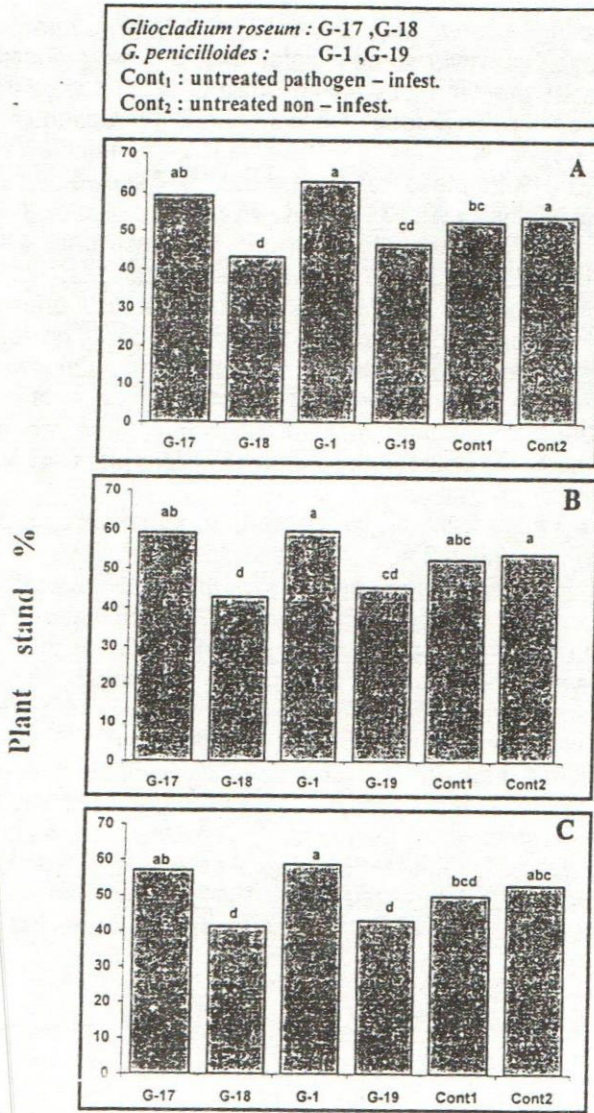 Gliocladium roseum : G-17 ,G-18
G. penicilloides : G-1 ,G-19
Cont₁ : untreated pathogen – infest.
Cont₂ : untreated non – infest.
Plant stand %
A
70
60
50
40
30
20
10
0
ab d a cd bc a
G-17 G-18 G-1 G-19 Cont1 Cont2
B
70
60
50
40
30
20
10
0
ab d a cd abc a
G-17 G-18 G-1 G-19 Cont1 Cont2
C
70
60
50
40
30
20
10
0
ab d a d bcd abc
G-17 G-18 G-1 G-19 Cont1 Cont2